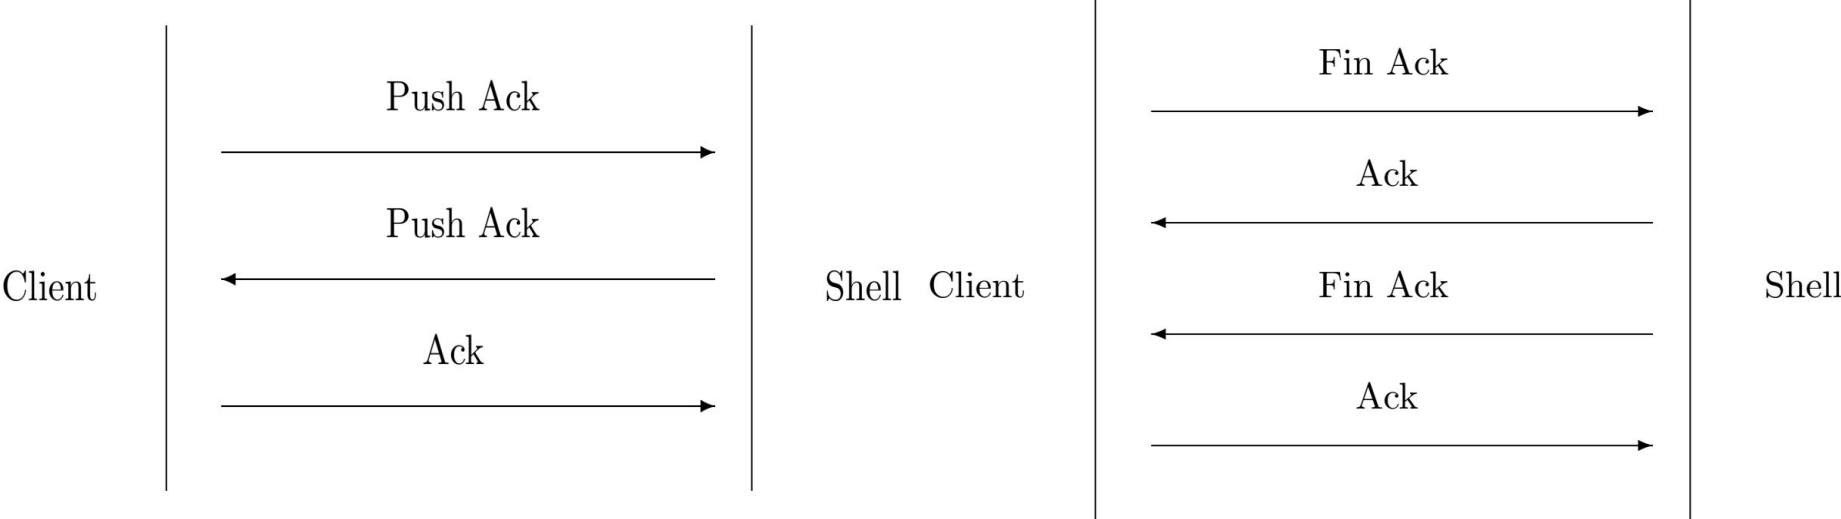 Push Ack
Push Ack
Client
Shell
Ack
Fin Ack
Ack
Client
Fin Ack
Shell
Ack